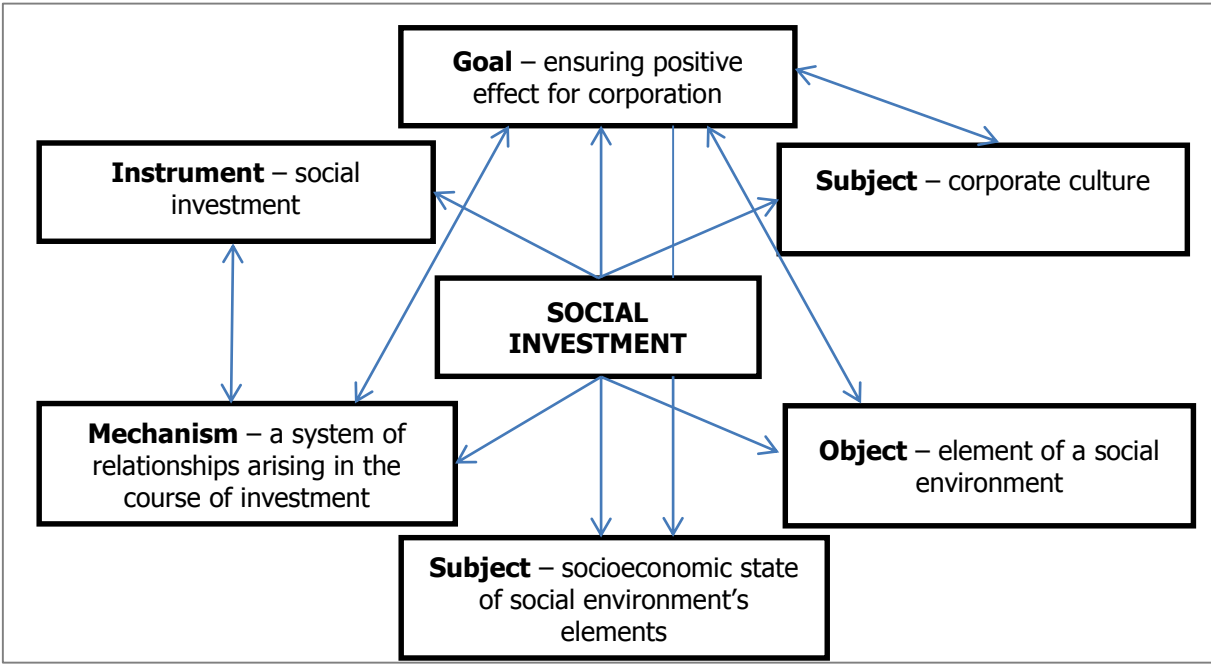 Goal – ensuring positive
effect for corporation
Instrument – social
investment
Subject – corporate culture
SOCIAL
INVESTMENT
Mechanism – a system of
relationships arising in the
course of investment
Object – element of a social
environment
Subject – socioeconomic state
of social environment's
elements